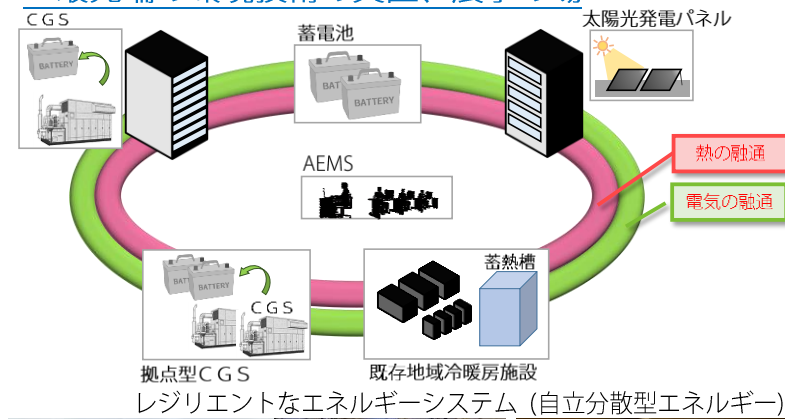 CGS
蓄電池
太陽光発電パネル
BATTERY
BATTERY
BATTERY
熱の融通
AEMS
電気の融通
蓄熱槽
BATTERY
BATTERY
CGS
拠点型CGS
既存地域冷暖房施設
レジリエントなエネルギーシステム (自立分散型エネルギー)